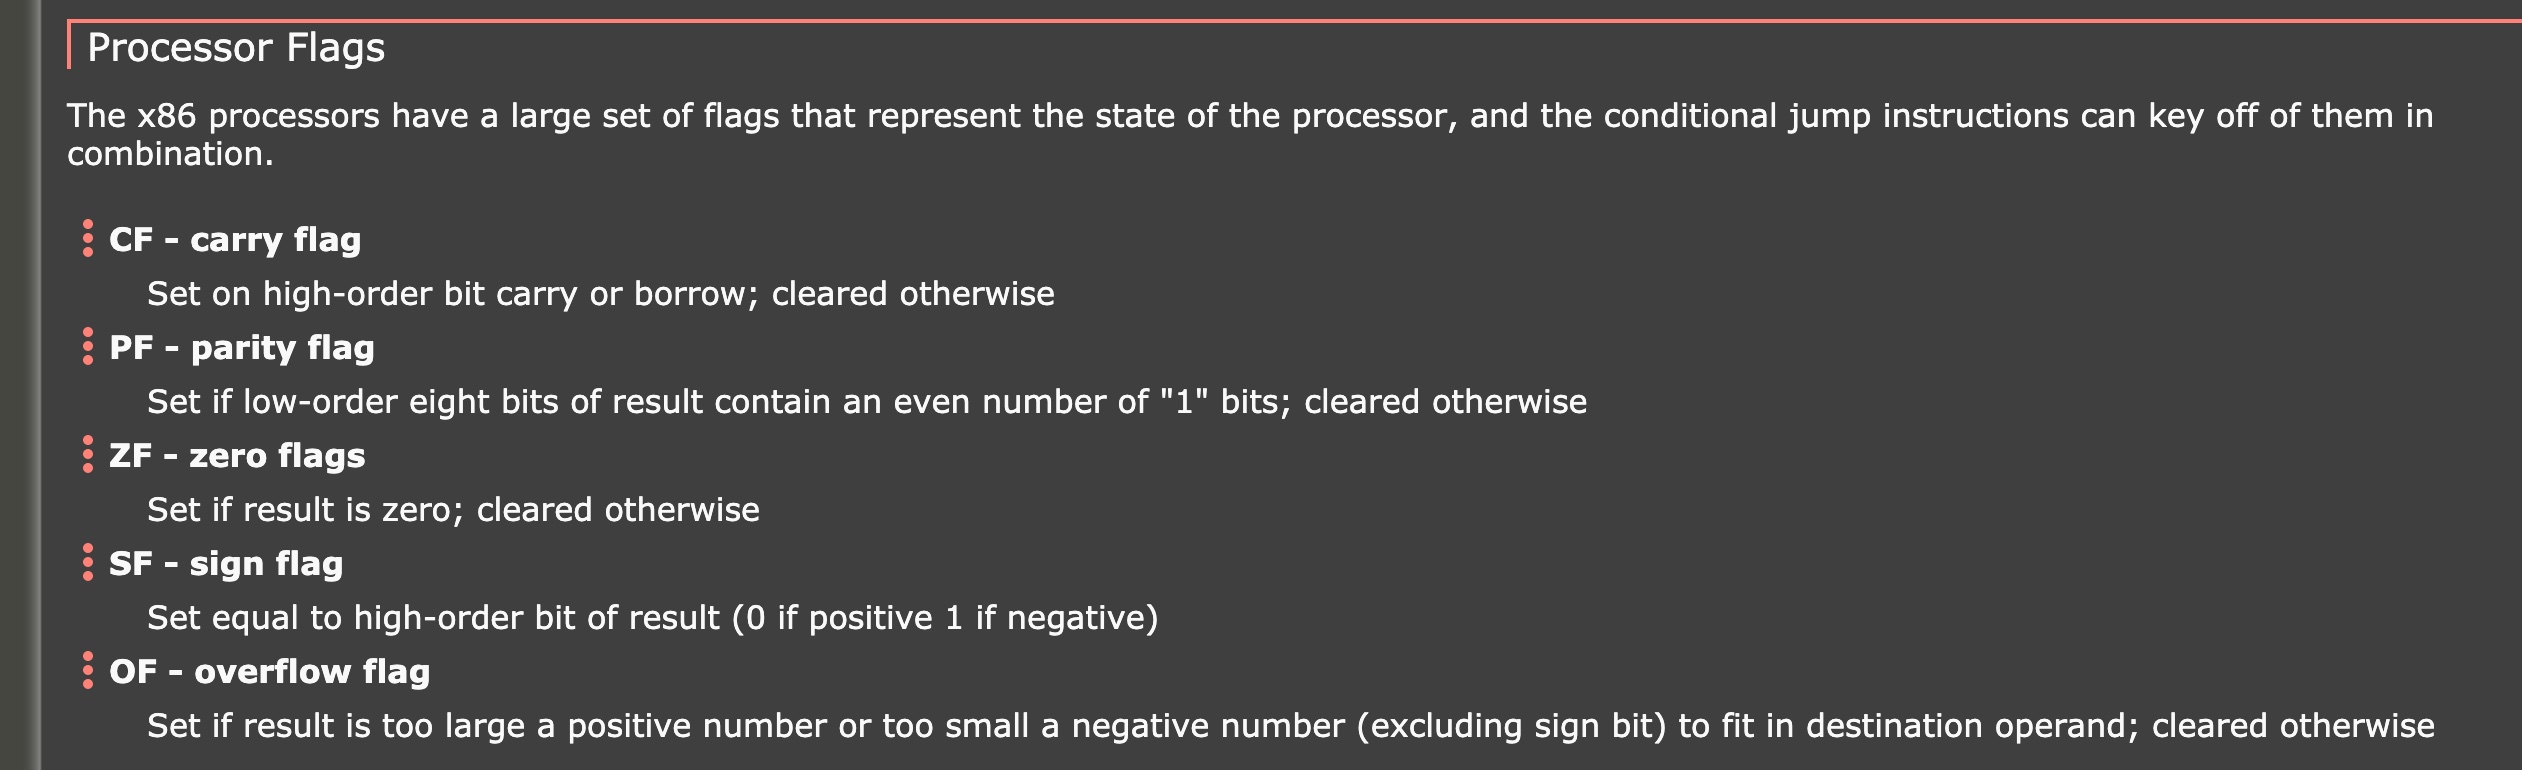 Processor Flags
The x86 processors have a large set of flags that represent the state of the processor, and the conditional jump instructions can key off of them in
combination.
CF - carry flag
Set on high-order bit carry or borrow; cleared otherwise
PF - parity flag
Set if low-order eight bits of result contain an even number of "1" bits; cleared otherwise
ZF - zero flags
Set if result is zero; cleared otherwise
SF - sign flag
Set equal to high-order bit of result (0 if positive 1 if negative)
OF - overflow flag
Set if result is too large a positive number or too small a negative number (excluding sign bit) to fit in destination operand; cleared otherwise